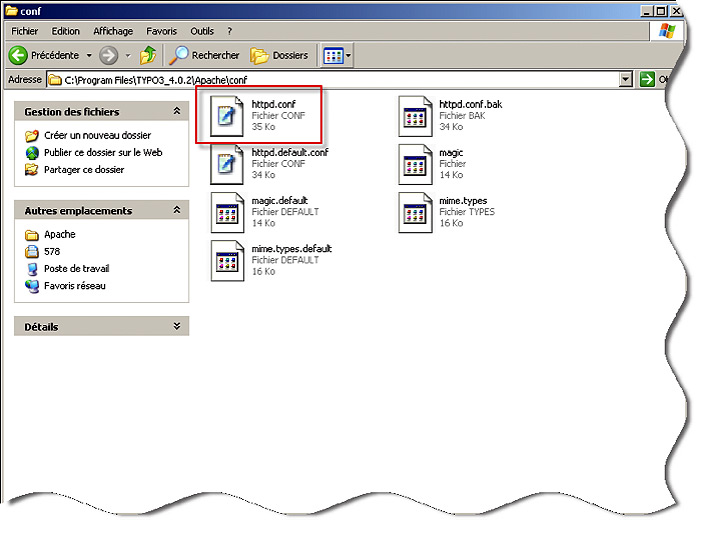 conf
Fichier Edition Affichage Favoris Outils ?
Précédente Rechercher Dossiers
Adresse C:\Program Files\TYPO3_4.0.2\Apache\conf
Gestion des fichiers
Créer un nouveau dossier
Publier ce dossier sur le Web
Partager ce dossier
Autres emplacements
Apache
578
Poste de travail
Favoris réseau
Détails
httpd.conf
Fichier CONF
35 Ko
httpd.conf.bak
Fichier BAK
34 Ko
httpd.default.conf
Fichier CONF
34 Ko
magic
Fichier
14 Ko
magic.default
Fichier DEFAULT
14 Ko
mime.types
Fichier TYPES
16 Ko
mime.types.default
Fichier DEFAULT
16 Ko